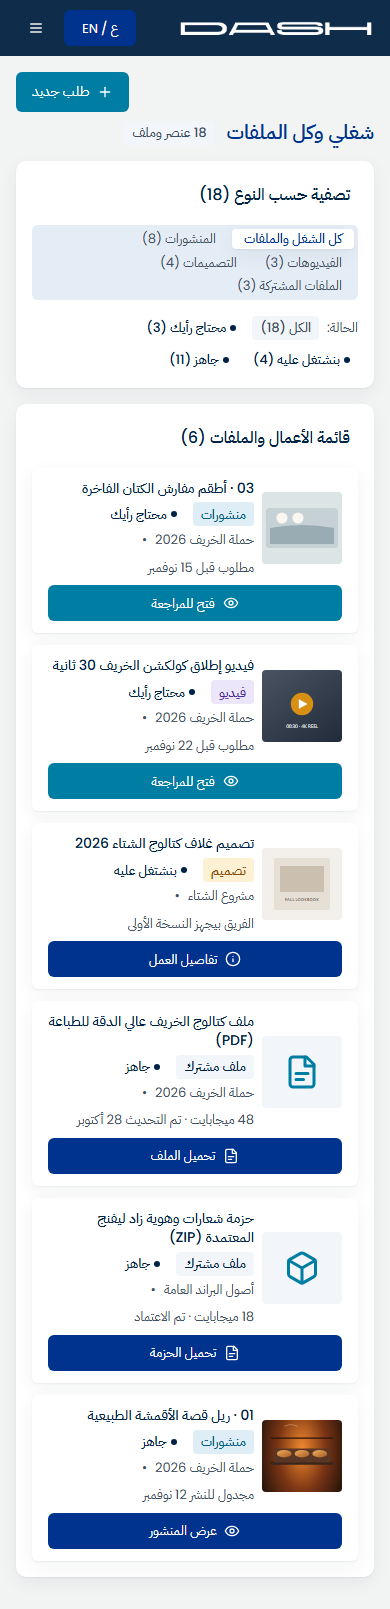 DASH
EN / ع
+ طلب جديد
شغلي وكل الملفات
18 عنصر وملف
تصفية حسب النوع (18)
كل الشغل والملفات
المنشورات (8)
الفيديوهات (3)
التصميمات (4)
الملفات المشتركة (3)
الحالة:
الكل (18)
• محتاج رأيك (3)
• بنشتغل عليه (4)
• جاهز (11)
قائمة الأعمال والملفات (6)
03 · أطقم مفارش الكتان الفاخرة
منشورات
• محتاج رأيك
حملة الخريف 2026 •
مطلوب قبل 15 نوفمبر
فتح للمراجعة
00:30 · 4K REEL
فيديو إطلاق كولكشن الخريف 30 ثانية
فيديو
• محتاج رأيك
حملة الخريف 2026 •
مطلوب قبل 22 نوفمبر
فتح للمراجعة
FALL LOOKBOOK
تصميم غلاف كتالوج الشتاء 2026
تصميم
• بنشتغل عليه
مشروع الشتاء •
الفريق بيجهز النسخة الأولى
تفاصيل العمل
ملف كتالوج الخريف عالي الدقة للطباعة
(PDF)
ملف مشترك
• جاهز
حملة الخريف 2026 •
48 ميجابايت · تم التحديث 28 أكتوبر
تحميل الملف
حزمة شعارات وهوية زاد ليفنج
المعتمدة (ZIP)
ملف مشترك
• جاهز
أصول البراند العامة •
18 ميجابايت · تم الاعتماد
تحميل الحزمة
01 · ريل قصة الأقمشة الطبيعية
منشورات
• جاهز
حملة الخريف 2026 •
مجدول للنشر 12 نوفمبر
عرض المنشور